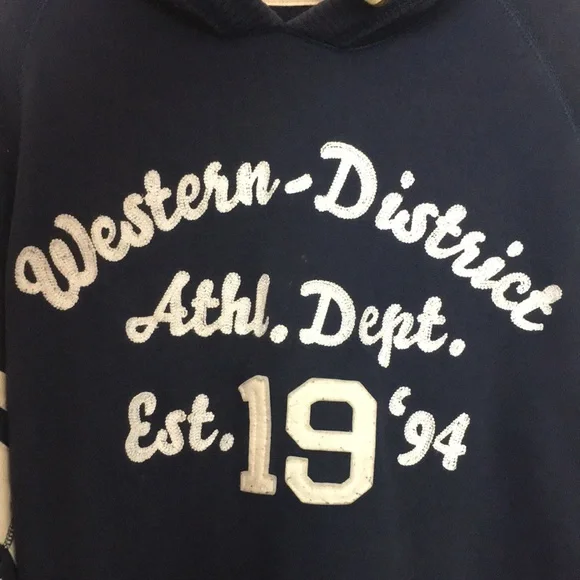 Western-District
Athl. Dept.
Est. 19 '94